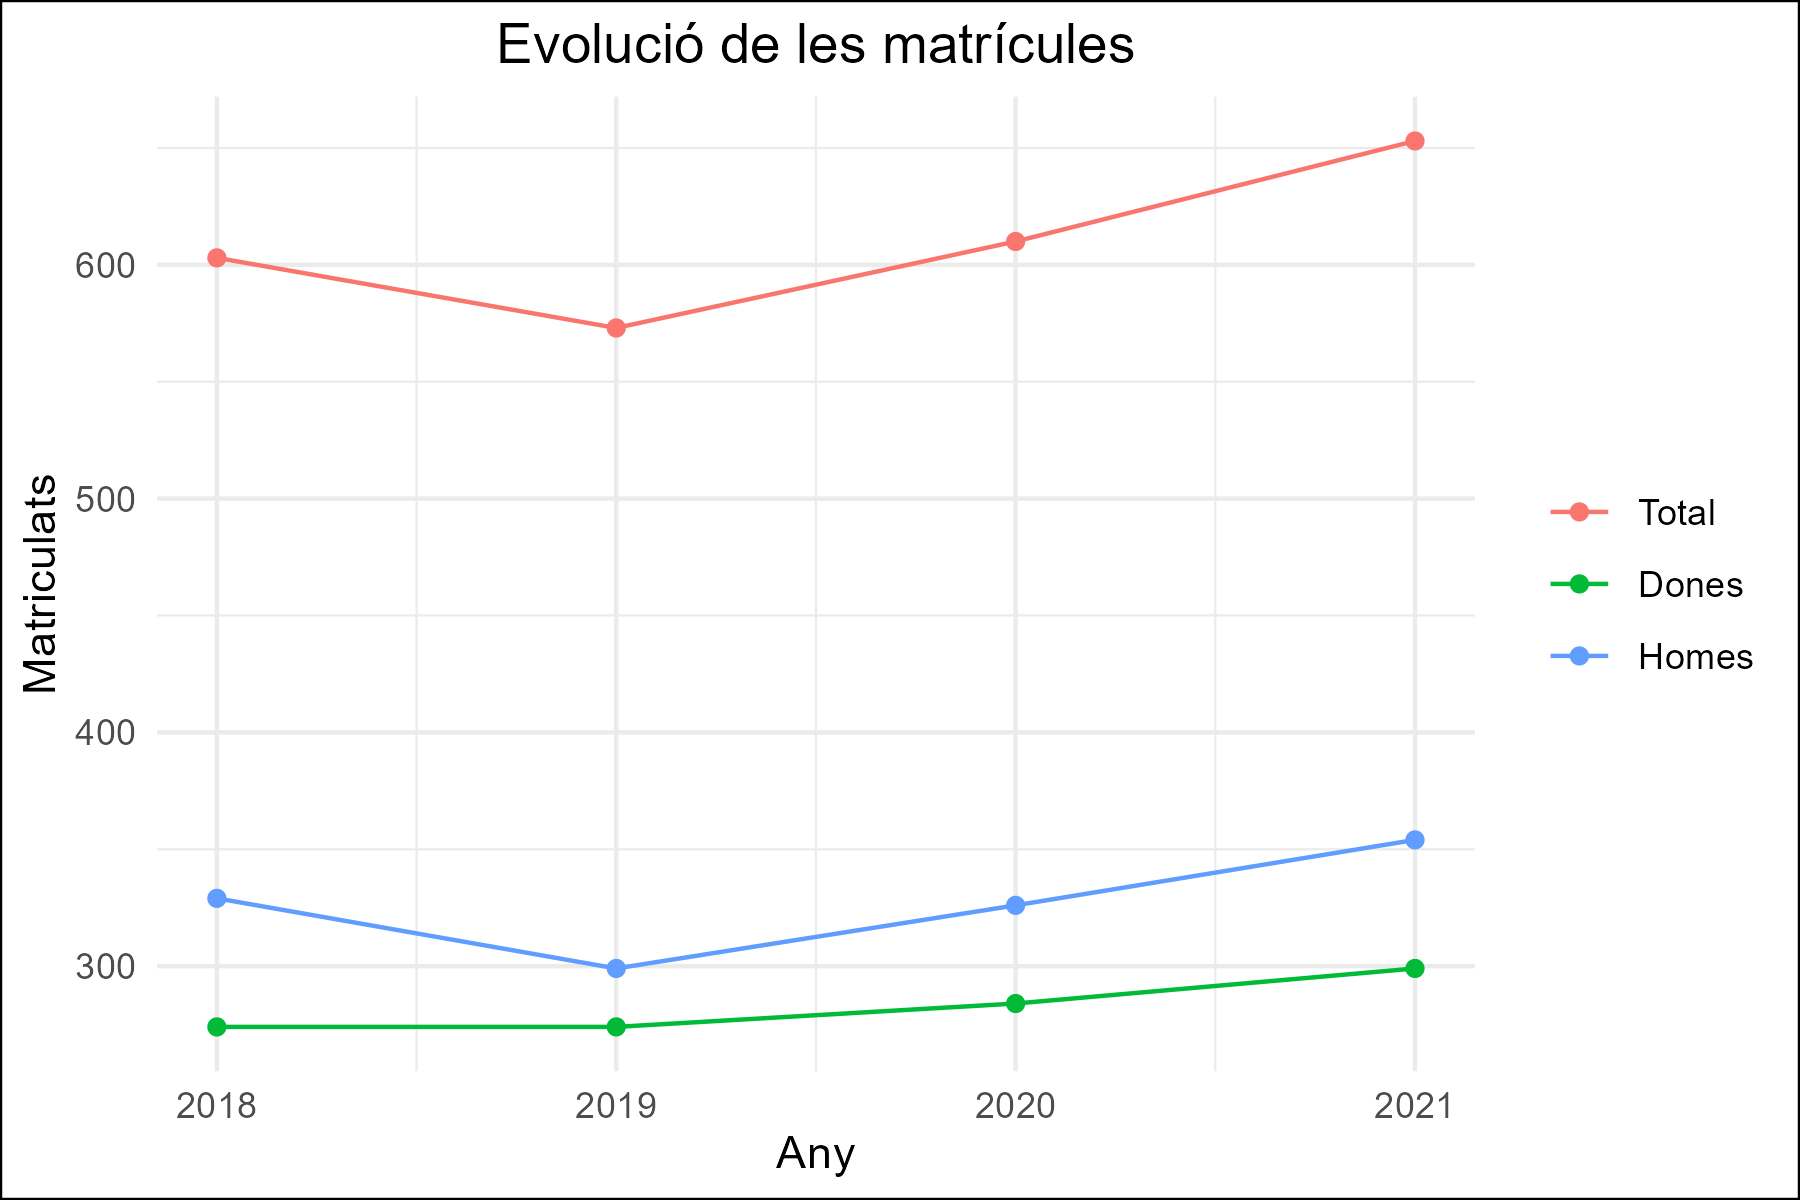 Evolució de les matrícules
Matriculats
600
500
400
300
2018 2019 2020 2021
Any
Total
Dones
Homes